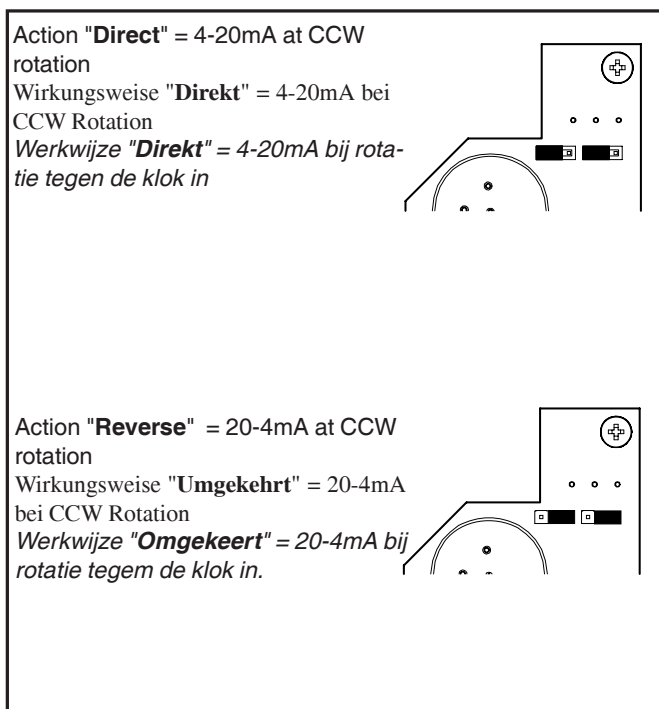 Action "Direct" = 4-20mA at CCW
rotation
Wirkungsweise "Direkt" = 4-20mA bei
CCW Rotation
Werkwijze "Direkt" = 4-20mA bij rota-
tie tegen de klok in
Action "Reverse" = 20-4mA at CCW
rotation
Wirkungsweise "Umgekehrt" = 20-4mA
bei CCW Rotation
Werkwijze "Omgekeert" = 20-4mA bij
rotatie tegem de klok in.